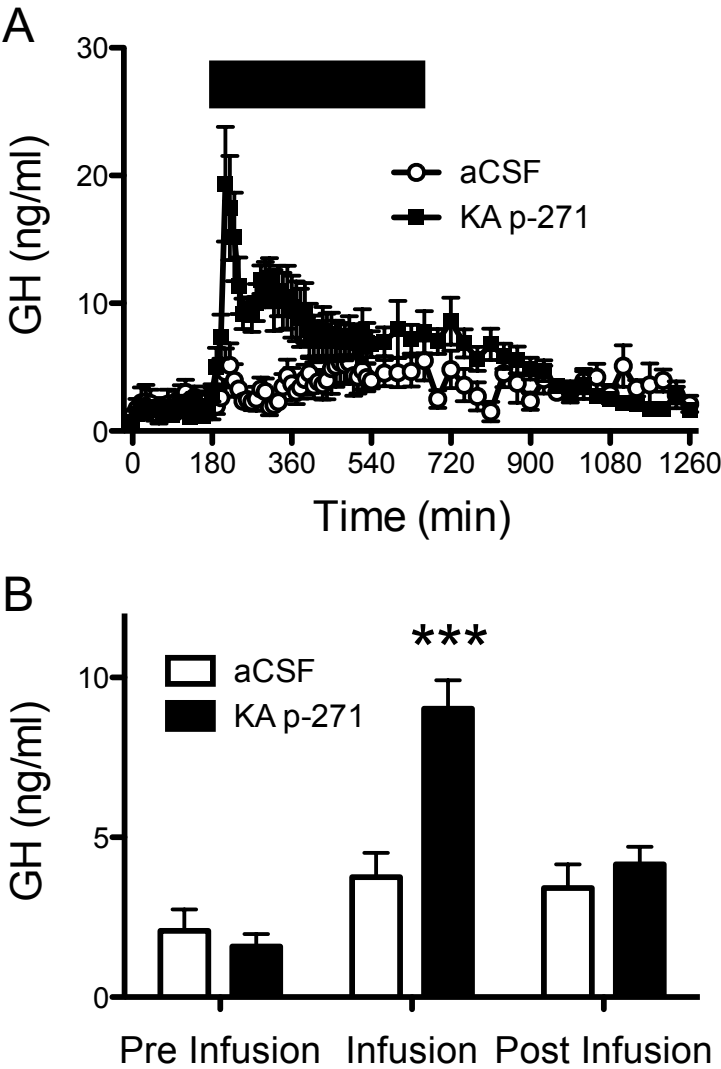 A
30
20
10
0
GH (ng/ml)
aCSF
KA p-271
0 180 360 540 720 900 1080 1260
Time (min)
B
***
10
5
0
GH (ng/ml)
aCSF
KA p-271
Pre Infusion Infusion Post Infusion